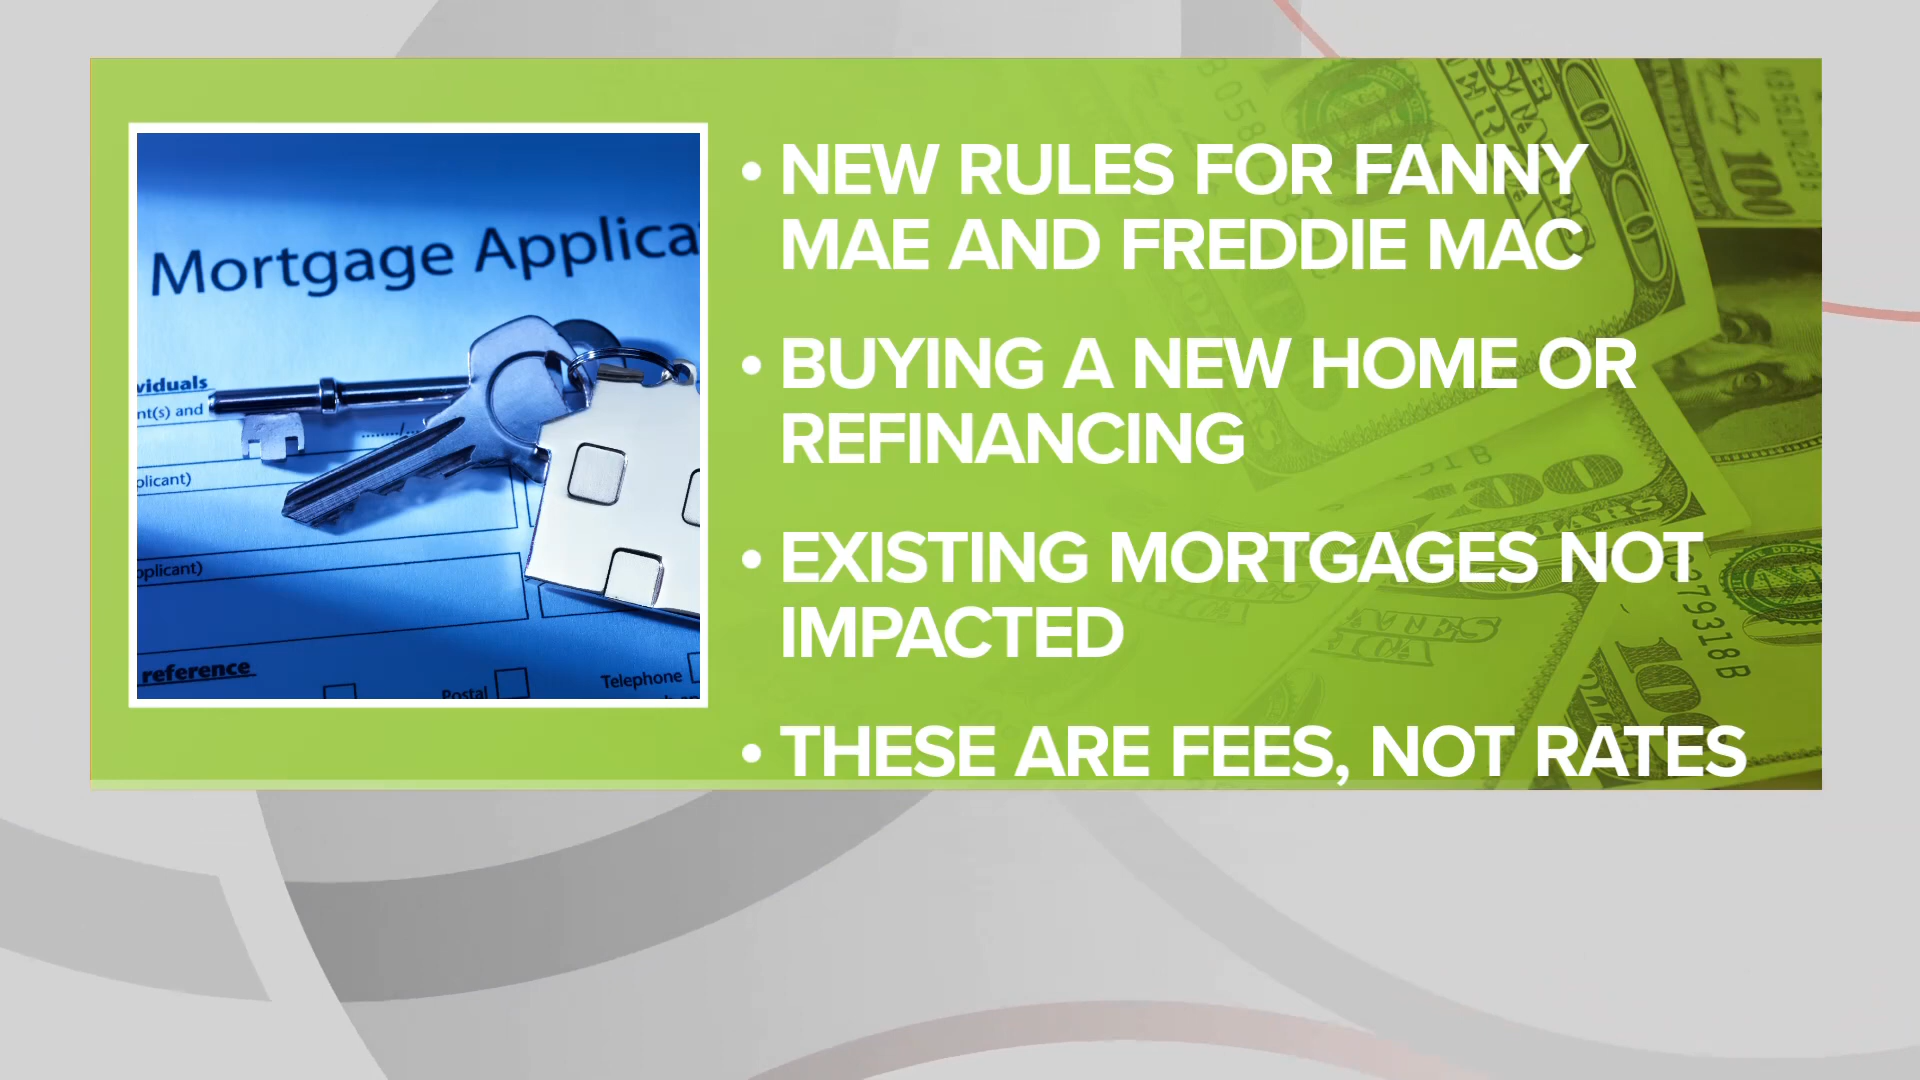 NEW RULES FOR FANNY
MAE AND FREDDIE MAC
BUYING A NEW HOME OR
REFINANCING
EXISTING MORTGAGES NOT
IMPACTED
THESE ARE FEES, NOT RATES
Mortgage Applica
viduals
nt(s) and
plicant)
pplicant)
reference
Postal
Telephone
100